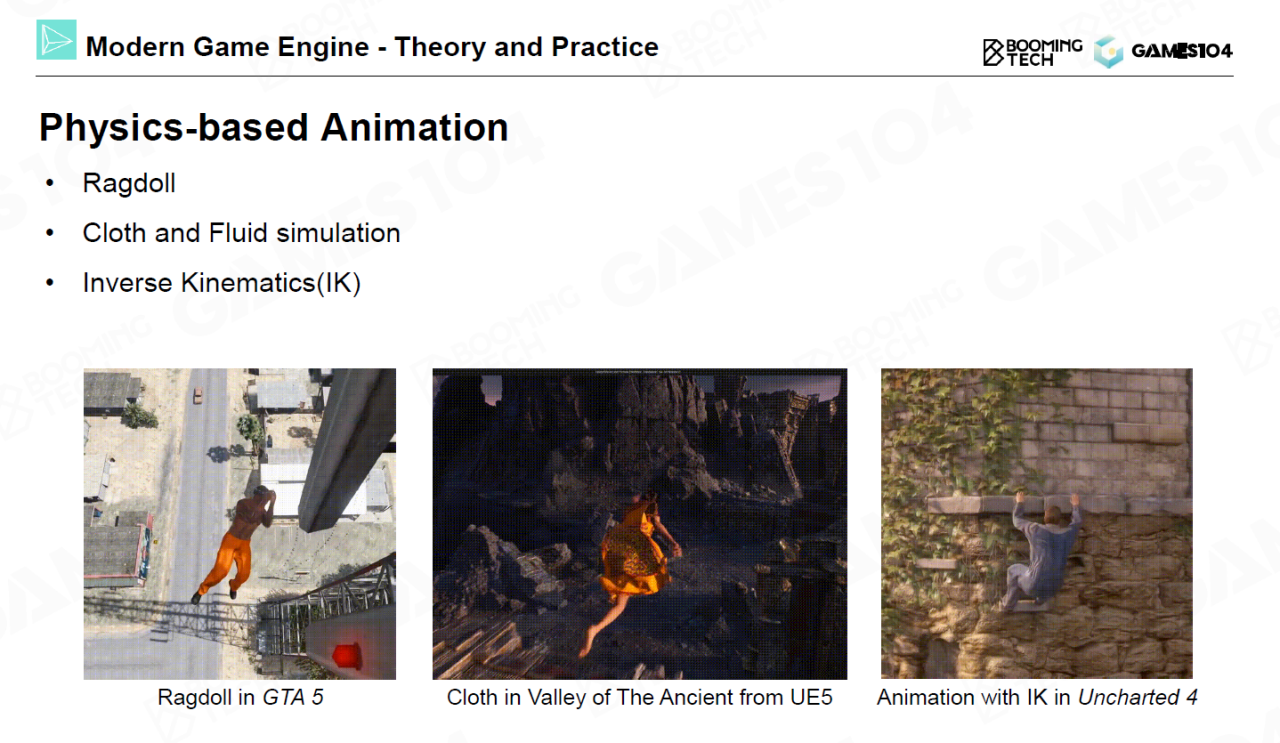 Modern Game Engine - Theory and Practice
BOOMING
TECH
GAMES104
Physics-based Animation
• Ragdoll
• Cloth and Fluid simulation
• Inverse Kinematics(IK)
Ragdoll in GTA 5
Cloth in Valley of The Ancient from UE5
Animation with IK in Uncharted 4